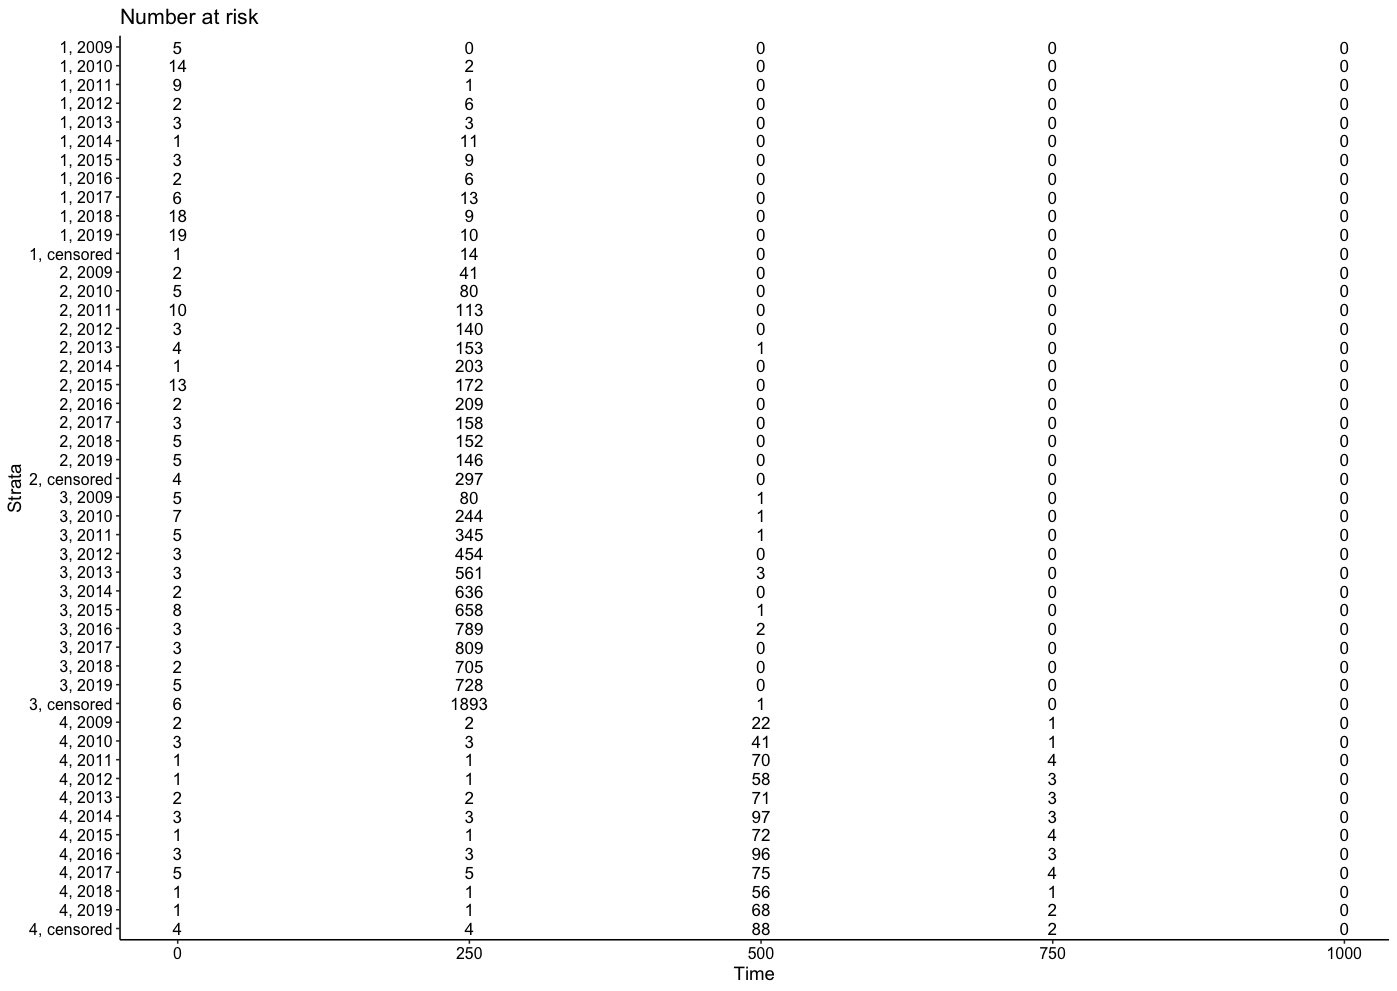 Number at risk
1, 2009 5 0 0 0 0
1, 2010 14 2 0 0 0
1, 2011 9 1 0 0 0
1, 2012 2 6 0 0 0
1, 2013 3 3 0 0 0
1, 2014 1 11 0 0 0
1, 2015 3 9 0 0 0
1, 2016 2 6 0 0 0
1, 2017 6 13 0 0 0
1, 2018 18 9 0 0 0
1, 2019 19 10 0 0 0
1, censored 1 14 0 0 0
2, 2009 2 41 0 0 0
2, 2010 5 80 0 0 0
2, 2011 10 113 0 0 0
2, 2012 3 140 0 0 0
2, 2013 4 153 1 0 0
2, 2014 1 203 0 0 0
2, 2015 13 172 0 0 0
2, 2016 2 209 0 0 0
2, 2017 3 158 0 0 0
2, 2018 5 152 0 0 0
2, 2019 5 146 0 0 0
2, censored 4 297 0 0 0
3, 2009 5 80 1 0 0
3, 2010 7 244 1 0 0
3, 2011 5 345 1 0 0
3, 2012 3 454 0 0 0
3, 2013 3 561 3 0 0
3, 2014 2 636 0 0 0
3, 2015 8 658 1 0 0
3, 2016 3 789 2 0 0
3, 2017 3 809 0 0 0
3, 2018 2 705 0 0 0
3, 2019 5 728 0 0 0
3, censored 6 1893 1 0 0
4, 2009 2 2 22 1 0
4, 2010 3 3 41 1 0
4, 2011 1 1 70 4 0
4, 2012 1 1 58 3 0
4, 2013 2 2 71 3 0
4, 2014 3 3 97 3 0
4, 2015 1 1 72 4 0
4, 2016 3 3 96 3 0
4, 2017 5 5 75 4 0
4, 2018 1 1 56 1 0
4, 2019 1 1 68 2 0
4, censored 4 4 88 2 0
0 250 500 750 1000
Time
Strata